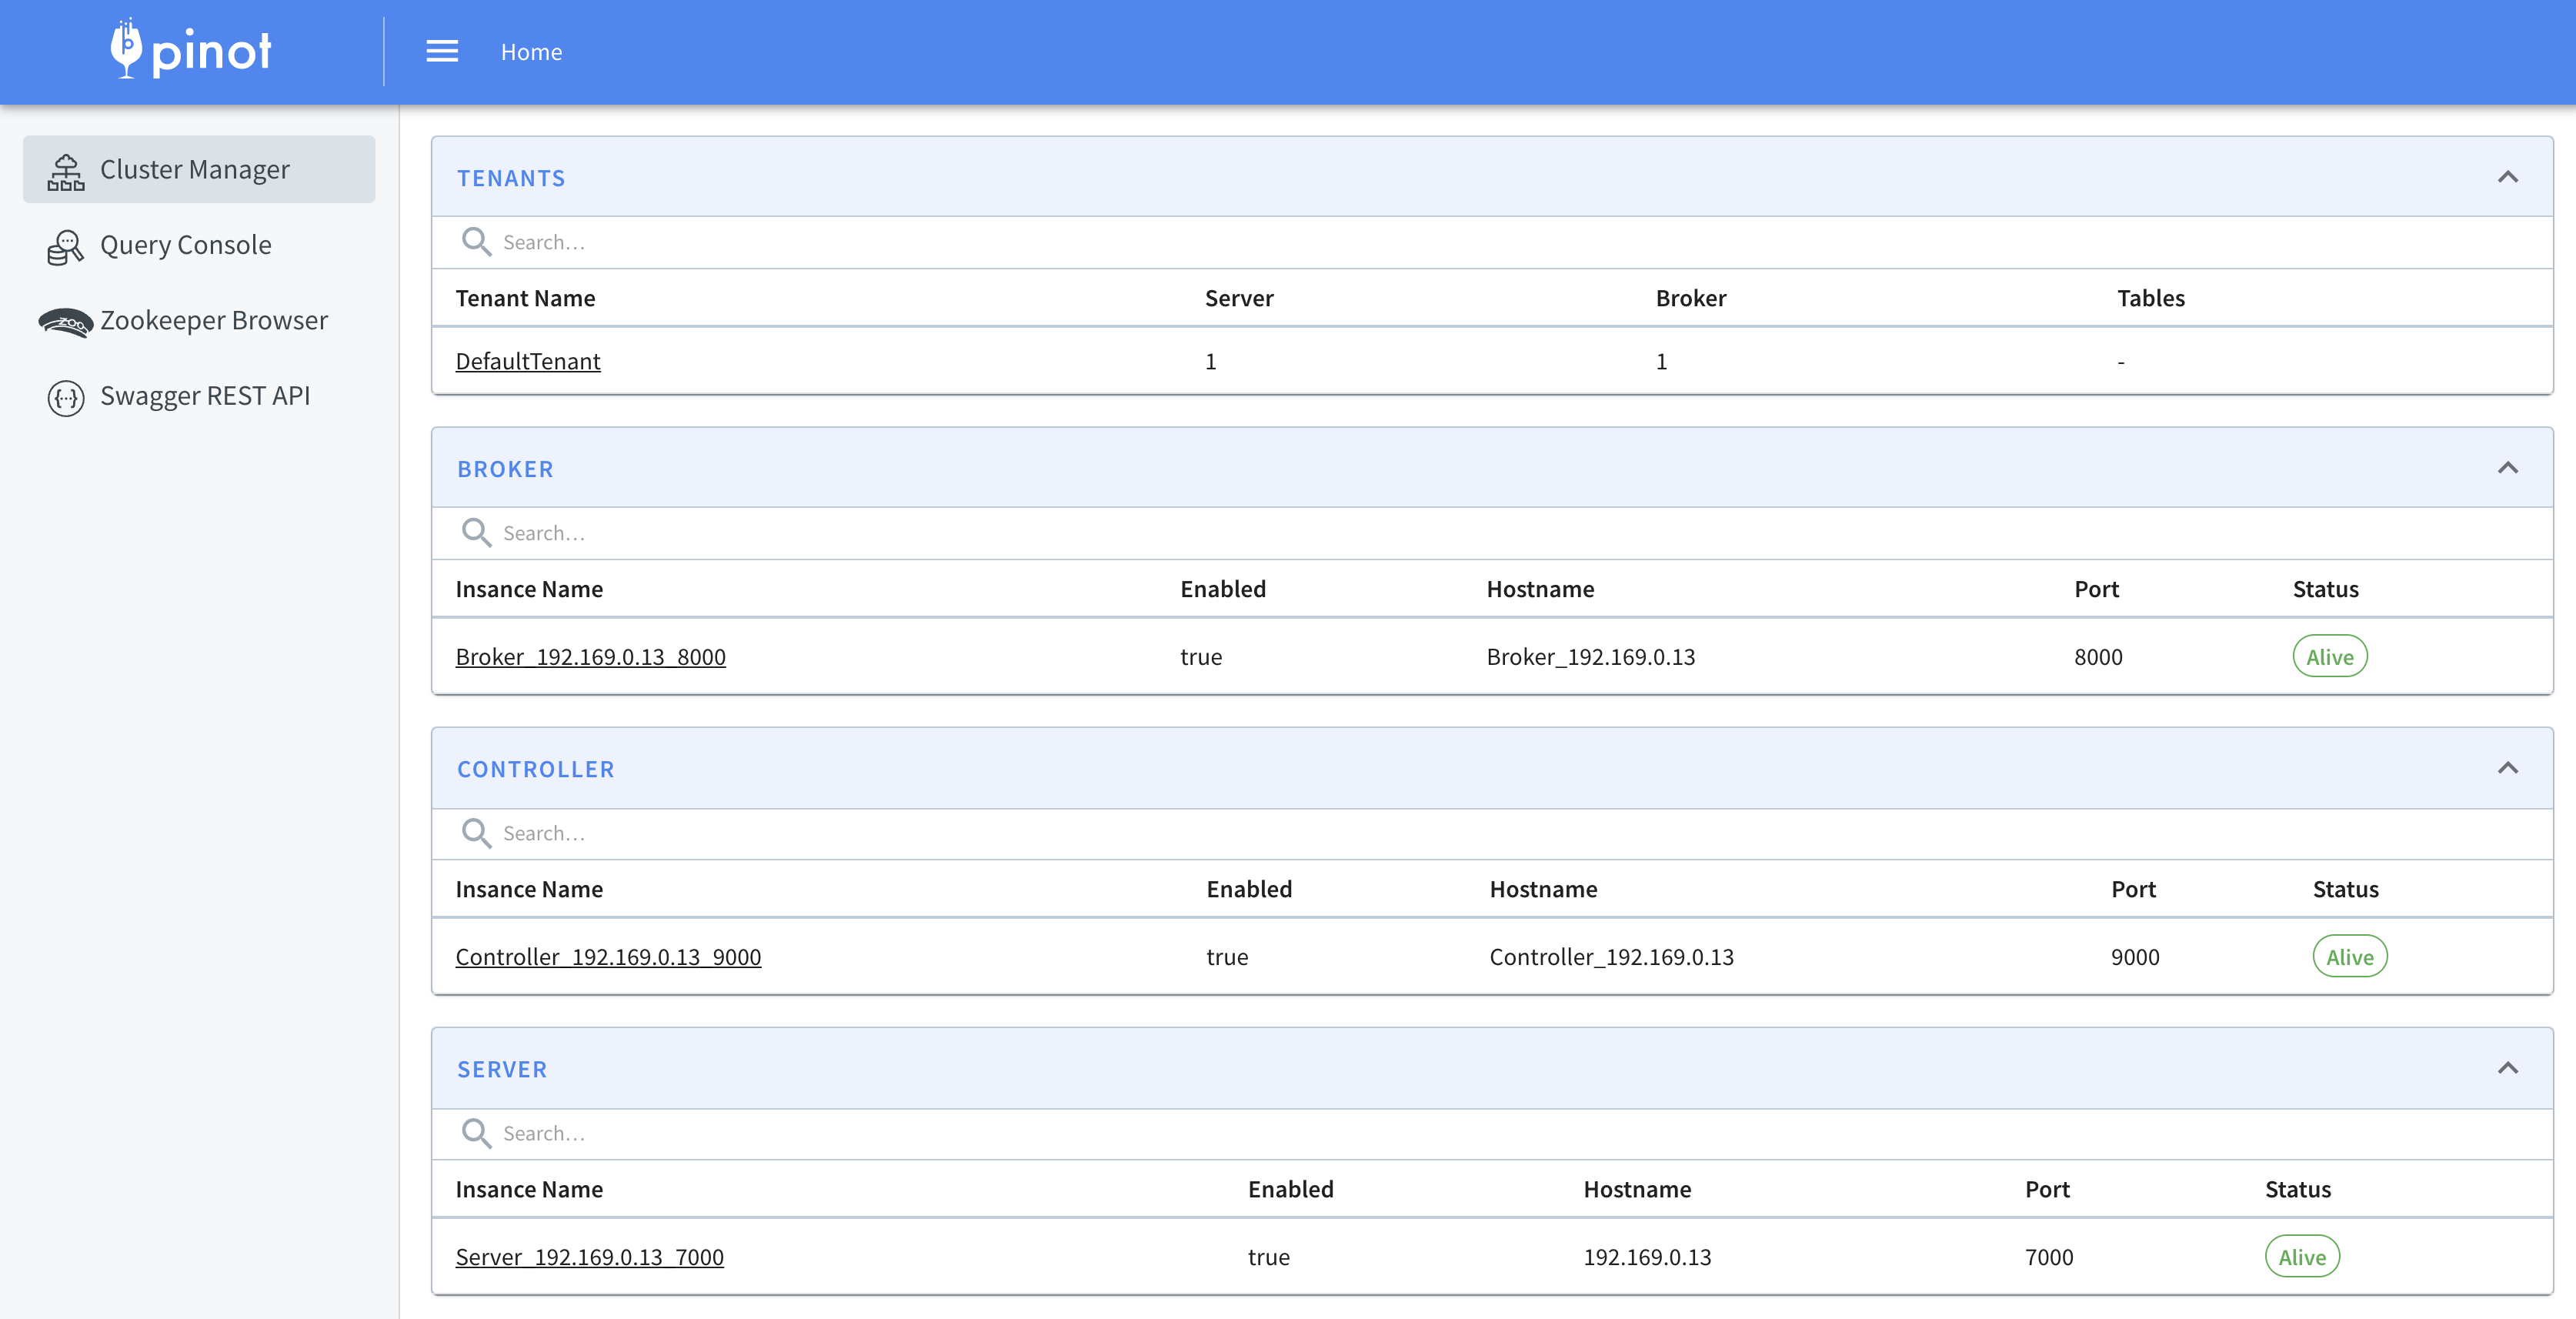 pinot
Home
Cluster Manager
Query Console
Zookeeper Browser
Swagger REST API
TENANTS
Search…
Tenant Name Server Broker Tables
DefaultTenant 1 1 -
BROKER
Search…
Insance Name Enabled Hostname Port Status
Broker_192.169.0.13_8000 true Broker_192.169.0.13 8000 Alive
CONTROLLER
Search…
Insance Name Enabled Hostname Port Status
Controller_192.169.0.13_9000 true Controller_192.169.0.13 9000 Alive
SERVER
Search…
Insance Name Enabled Hostname Port Status
Server_192.169.0.13_7000 true 192.169.0.13 7000 Alive